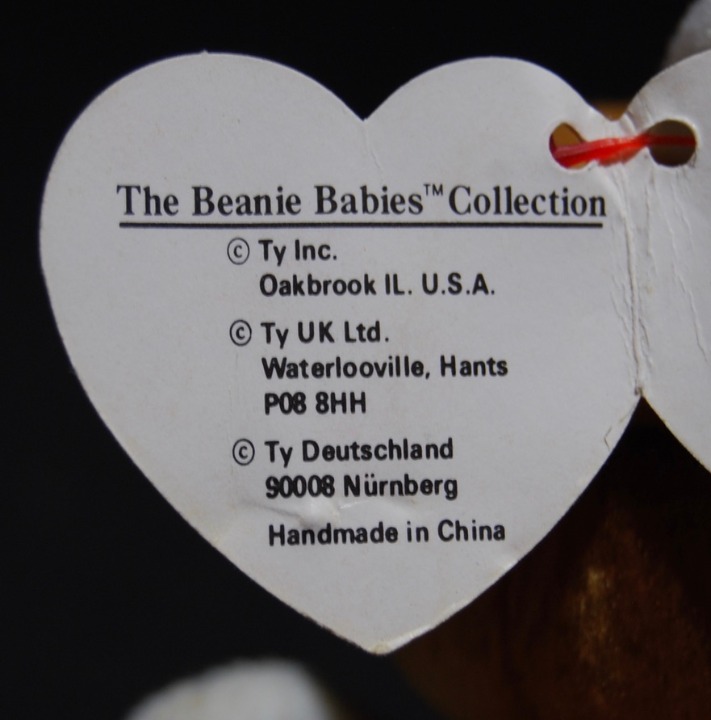 The Beanie Babies™ Collection
© Ty Inc.
Oakbrook IL. U.S.A.
© Ty UK Ltd.
Waterlooville, Hants
P08 8HH
© Ty Deutschland
90008 Nürnberg
Handmade in China